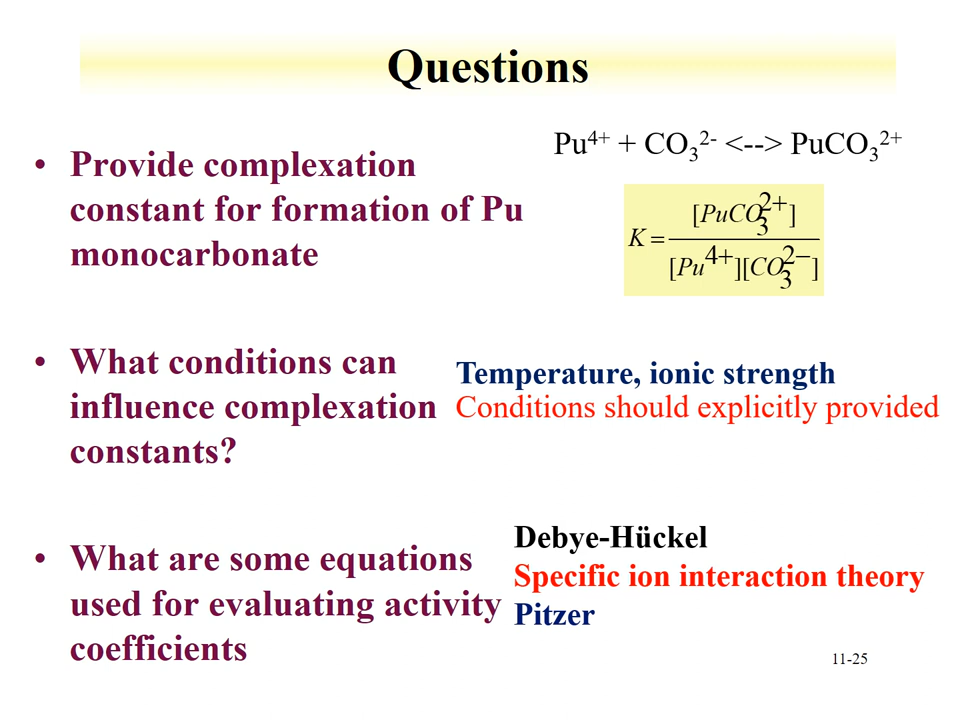 Questions
• Provide complexation
constant for formation of Pu
monocarbonate
Pu⁴⁺ + CO₃²⁻ <--> PuCO₃²⁺
K = [PuCO₃²⁺] / [Pu⁴⁺][CO₃²⁻]
• What conditions can
influence complexation
constants?
Temperature, ionic strength
Conditions should explicitly provided
• What are some equations
used for evaluating activity
coefficients
Debye-Hückel
Specific ion interaction theory
Pitzer
11-25